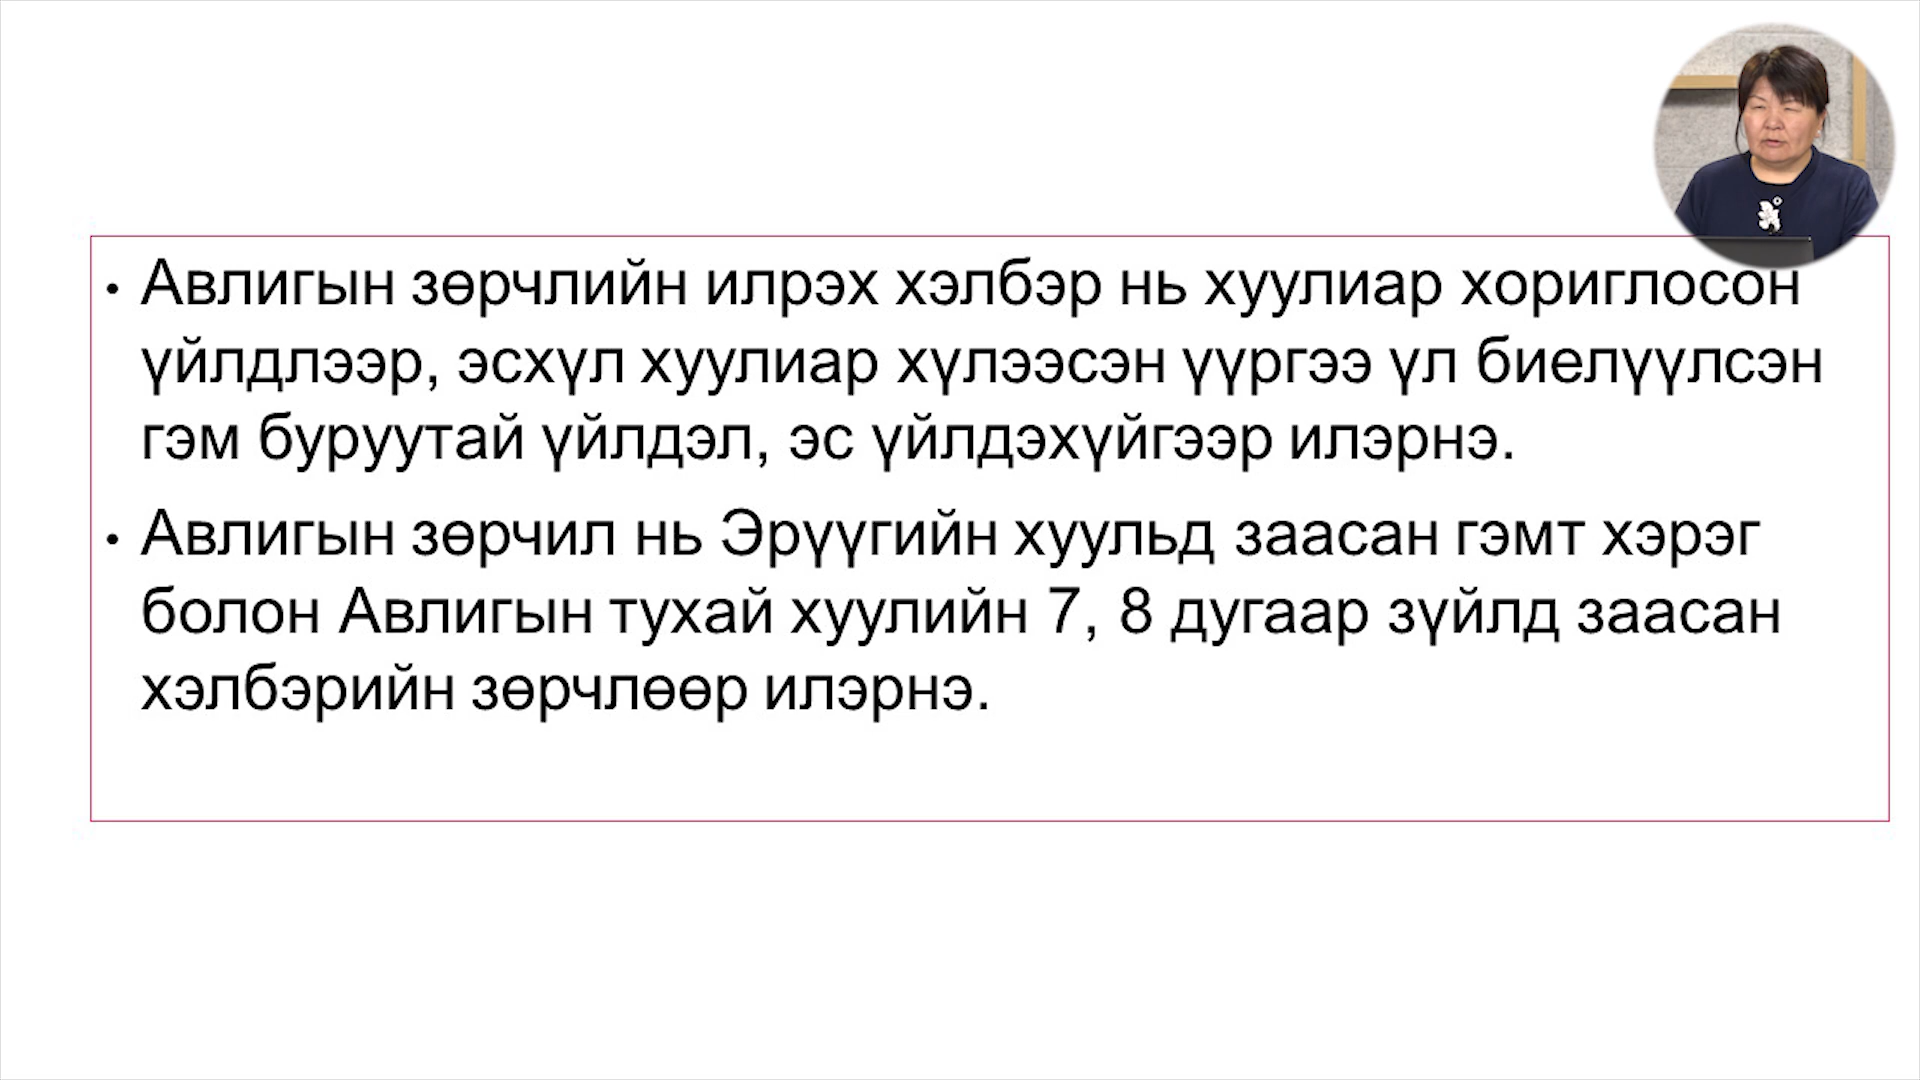 • Авлигын зөрчлийн илрэх хэлбэр нь хуулиар хориглосон
үйлдлээр, эсхүл хуулиар хүлээсэн үүргээ үл биелүүлсэн
гэм буруутай үйлдэл, эс үйлдэхүйгээр илэрнэ.
• Авлигын зөрчил нь Эрүүгийн хуульд заасан гэмт хэрэг
болон Авлигын тухай хуулийн 7, 8 дугаар зүйлд заасан
хэлбэрийн зөрчлөөр илэрнэ.